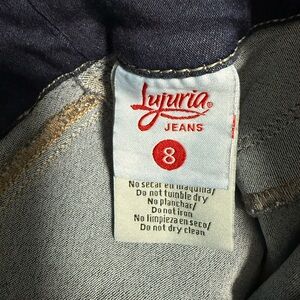 Lujuria®
JEANS
8
No secar en maquina/
Do not tumble dry
No planchar/
Do not iron
No limpieza en seco/
Do not dry clean